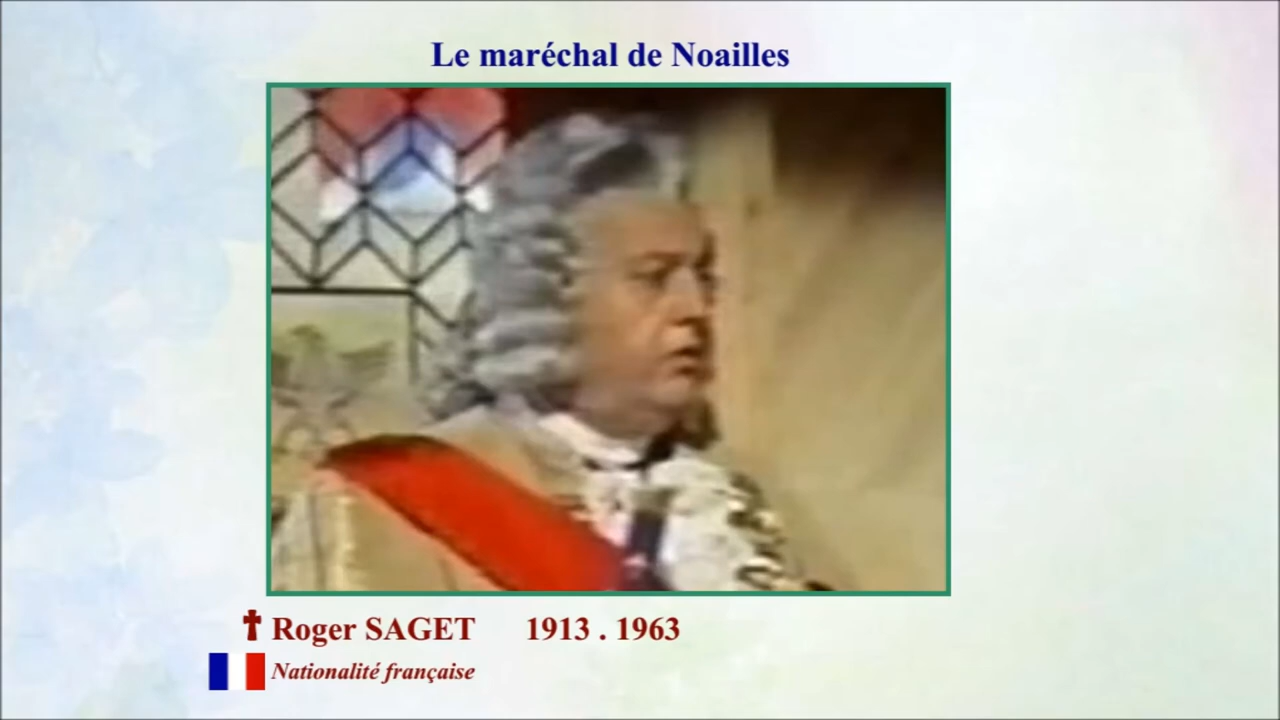 Le maréchal de Noailles
✝ Roger SAGET 1913 . 1963
Nationalité française